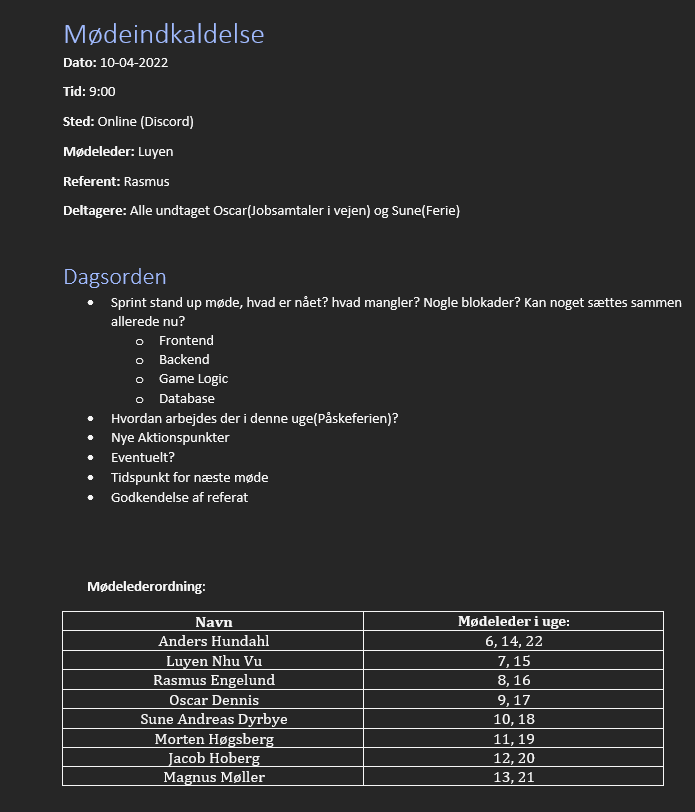 Mødeindkaldelse
Dato: 10-04-2022
Tid: 9:00
Sted: Online (Discord)
Mødeleder: Luyen
Referent: Rasmus
Deltagere: Alle undtaget Oscar(Jobsamtaler i vejen) og Sune(Ferie)
Dagsorden
• Sprint stand up møde, hvad er nået? hvad mangler? Nogle blokader? Kan noget sættes sammen
allerede nu?
o Frontend
o Backend
o Game Logic
o Database
• Hvordan arbejdes der i denne uge(Påskeferien)?
• Nye Aktionspunkter
• Eventuelt?
• Tidspunkt for næste møde
• Godkendelse af referat
Mødelederordning:
Navn Mødeleder i uge:
Anders Hundahl 6, 14, 22
Luyen Nhu Vu 7, 15
Rasmus Engelund 8, 16
Oscar Dennis 9, 17
Sune Andreas Dyrbye 10, 18
Morten Høgsberg 11, 19
Jacob Hoberg 12, 20
Magnus Møller 13, 21